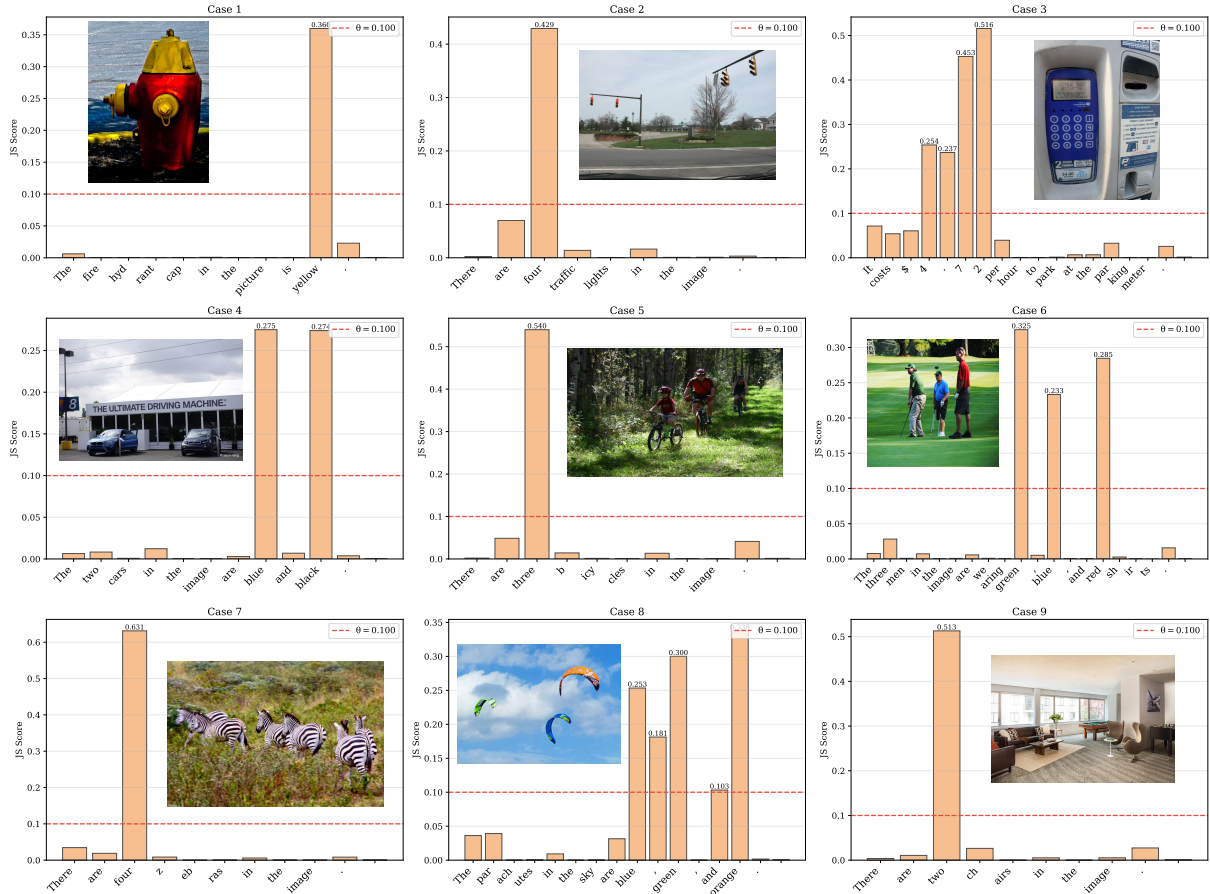 Case 1
JS Score
0.35
0.30
0.25
0.20
0.15
0.10
0.05
0.00
0.360
θ = 0.100
The fire hyd rant cap in the picture is yellow .
Case 2
JS Score
0.4
0.3
0.2
0.1
0.0
0.429
θ = 0.100
There are four traffic lights in the image .
Case 3
JS Score
0.5
0.4
0.3
0.2
0.1
0.0
0.254
0.237
0.453
0.516
θ = 0.100
It costs $ 4 . 7 2 per hour to park at the par king meter .
Case 4
JS Score
0.25
0.20
0.15
0.10
0.05
0.00
0.275
0.274
θ = 0.100
8
THE ULTIMATE DRIVING MACHINE
The two cars in the image are blue and black .
Case 5
JS Score
0.5
0.4
0.3
0.2
0.1
0.0
0.540
θ = 0.100
There are three b icy cles in the image .
Case 6
JS Score
0.30
0.25
0.20
0.15
0.10
0.05
0.00
0.325
0.233
0.285
θ = 0.100
The three men in the image are we aring green , blue , and red sh ir ts .
Case 7
JS Score
0.6
0.5
0.4
0.3
0.2
0.1
0.0
0.631
θ = 0.100
There are four z eb ras in the image .
Case 8
JS Score
0.35
0.30
0.25
0.20
0.15
0.10
0.05
0.00
0.253
0.181
0.300
0.103
θ = 0.100
The par ach utes in the sky are blue , green , and orange .
Case 9
JS Score
0.5
0.4
0.3
0.2
0.1
0.0
0.513
θ = 0.100
There are two ch airs in the image .